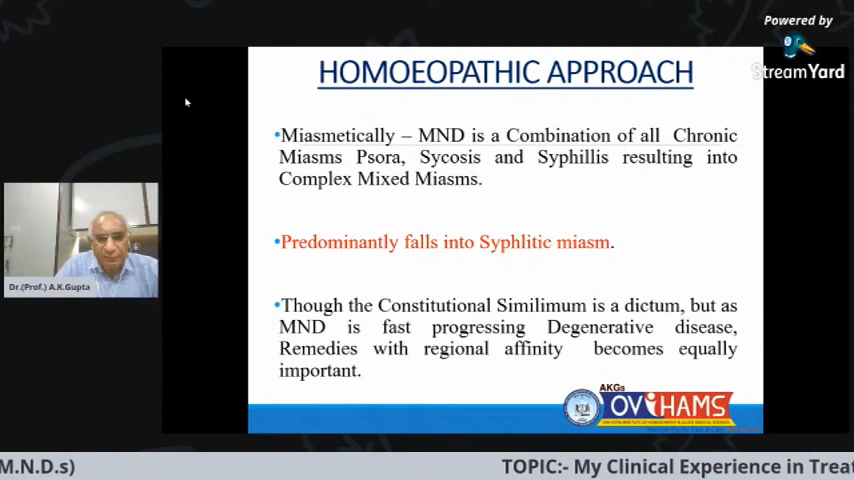 Powered by
StreamYard
HOMOEOPATHIC APPROACH
•Miasmetically – MND is a Combination of all Chronic
Miasms Psora, Sycosis and Syphillis resulting into
Complex Mixed Miasms.
•Predominantly falls into Syphlitic miasm.
•Though the Constitutional Similimum is a dictum, but as
MND is fast progressing Degenerative disease,
Remedies with regional affinity becomes equally
important.
Dr.(Prof.) A.K.Gupta
AKGs
OVIHAMS
M.N.D.s) TOPIC:- My Clinical Experience in Treat